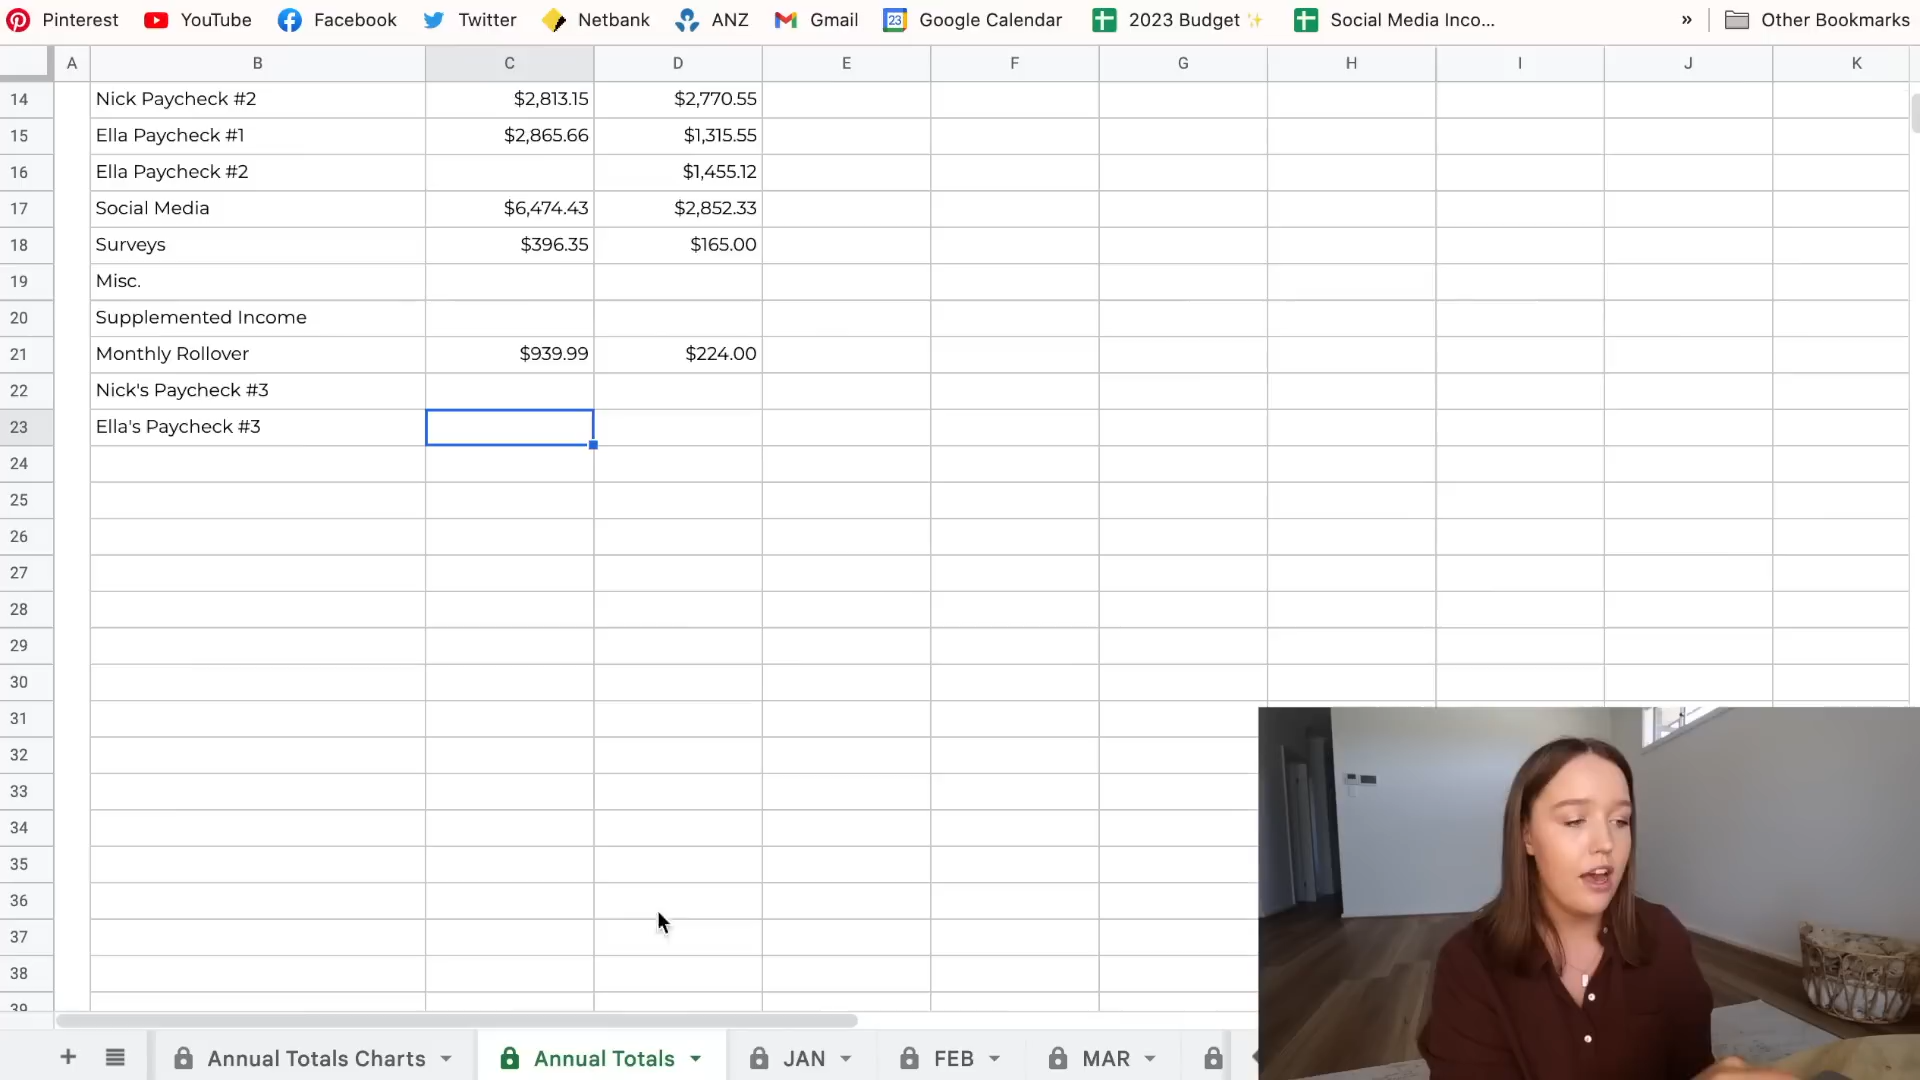 Pinterest YouTube Facebook Twitter Netbank ANZ Gmail 23 Google Calendar 2023 Budget ✨ Social Media Inco... » Other Bookmarks
A B C D E F G H I J K
14 Nick Paycheck #2 $2,813.15 $2,770.55
15 Ella Paycheck #1 $2,865.66 $1,315.55
16 Ella Paycheck #2 $1,455.12
17 Social Media $6,474.43 $2,852.33
18 Surveys $396.35 $165.00
19 Misc.
20 Supplemented Income
21 Monthly Rollover $939.99 $224.00
22 Nick's Paycheck #3
23 Ella's Paycheck #3
24
25
26
27
28
29
30
31
32
33
34
35
36
37
38
39
+ Annual Totals Charts Annual Totals JAN FEB MAR